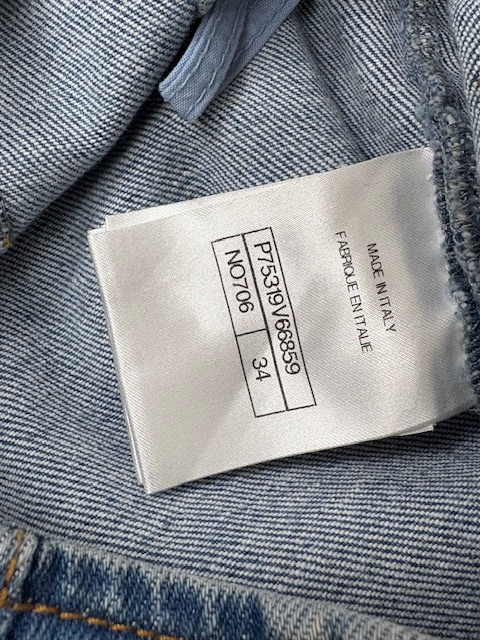 MADE IN ITALY
FABRIQUE EN ITALIE
P75319V66859
NO706 34